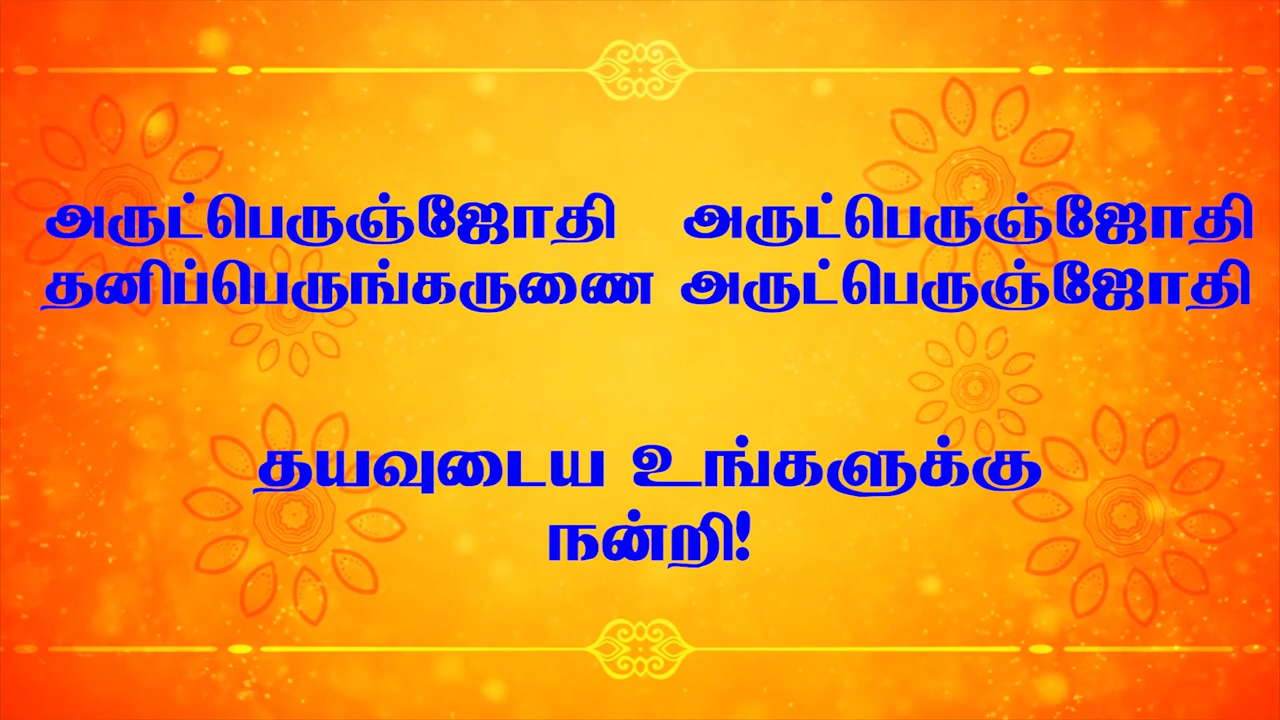 அருட்பெருஞ்ஜோதி அருட்பெருஞ்ஜோதி
தனிப்பெருங்கருணை அருட்பெருஞ்ஜோதி
தயவுடைய உங்களுக்கு
நன்றி!